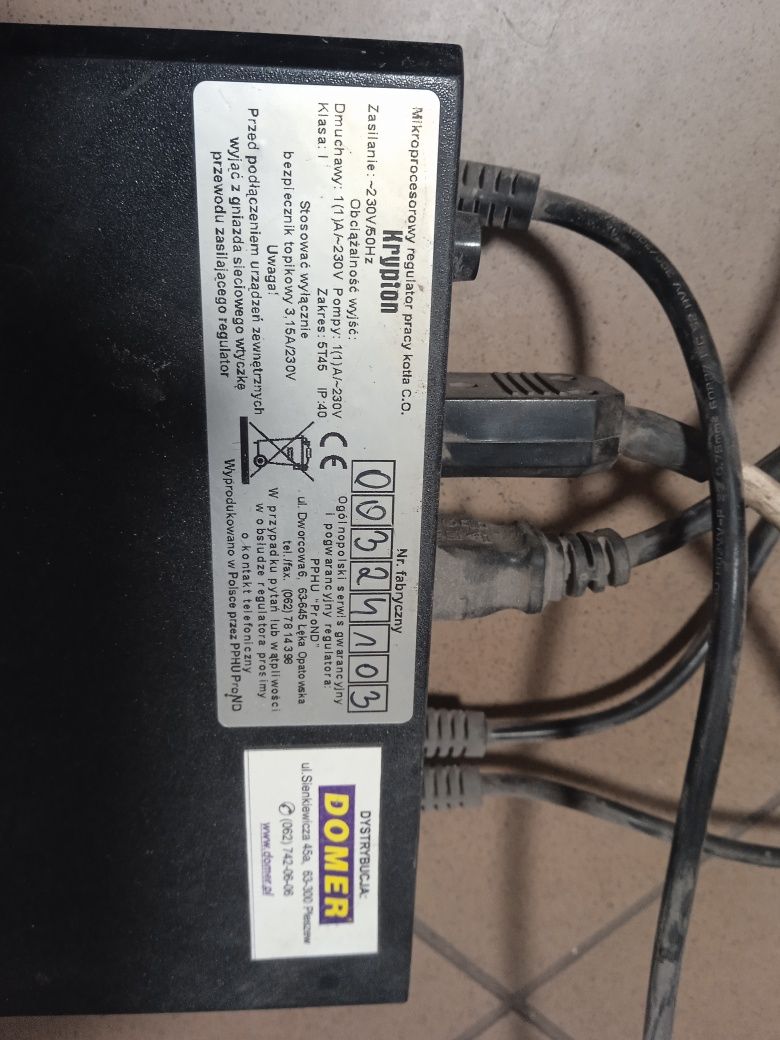 Mikroprocesorowy regulator pracy kotła C.O.
Krypton
Zasilanie: ~230V/50Hz
Obciążalność wyjść:
Dmuchawy: 1(1)A/~230V Pompy: 1(1)A/~230V
Klasa: I Zakres: 5T45 IP:40
Stosować wyłącznie
bezpiecznik topikowy 3,15A/230V
Uwaga!
Przed podłączeniem urządzeń zewnętrznych
wyjąć z gniazda sieciowego wtyczkę
przewodu zasilającego regulator
CE
Nr. fabryczny
00324103
Ogólnopolski serwis gwarancyjny
i pogwarancyjny regulatora:
PPHU "ProND"
ul. Dworcowa 6, 63-645 Łęka Opatowska
tel./fax. (062) 78 14 398
W przypadku pytań lub wątpliwości
w obsłudze regulatora prosimy
o kontakt telefoniczny
Wyprodukowano w Polsce przez PPHU ProND
DYSTRYBUCJA:
DOMER
ul.Sienkiewicza 45a, 63-300 Pleszew
✆ (062) 742-06-06
www.domer.pl